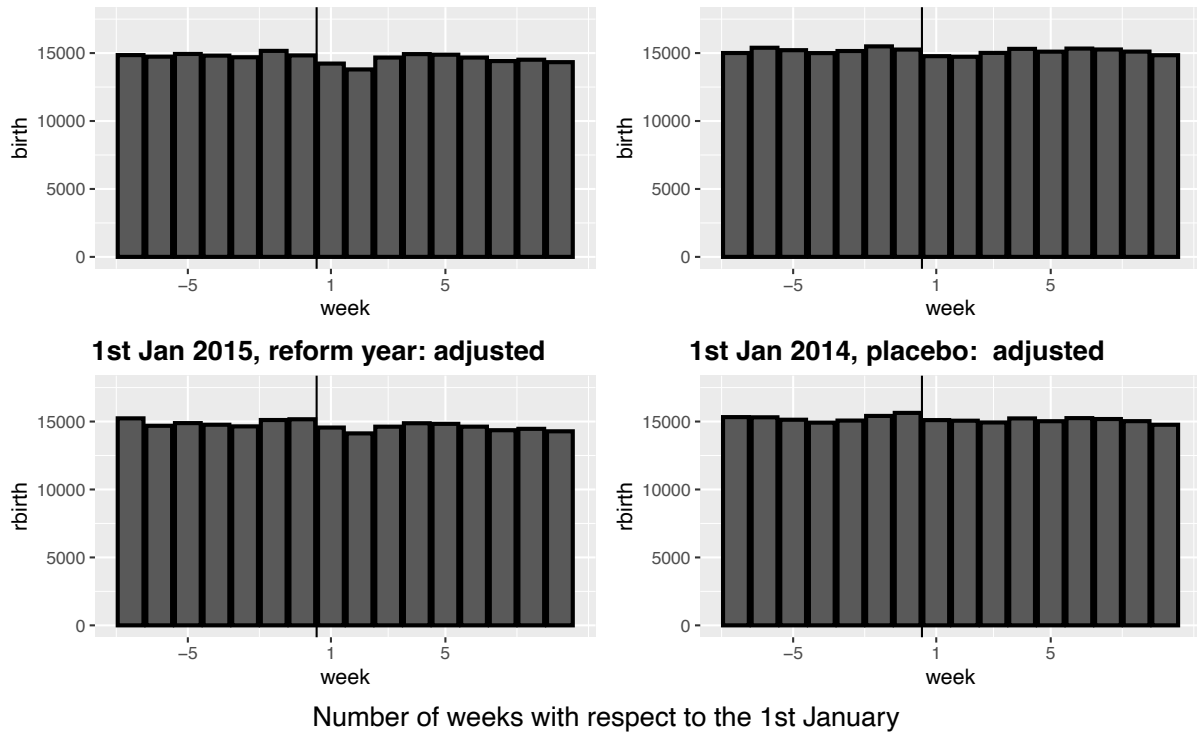 15000
10000
5000
0
birth
−5
1
5
week
15000
10000
5000
0
birth
−5
1
5
week
1st Jan 2015, reform year: adjusted
1st Jan 2014, placebo:  adjusted
15000
10000
5000
0
rbirth
−5
1
5
week
15000
10000
5000
0
rbirth
−5
1
5
week
Number of weeks with respect to the 1st January